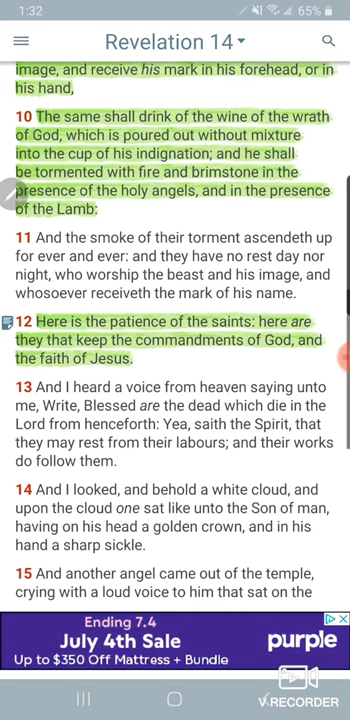 1:32
65%
Revelation 14
image, and receive his mark in his forehead, or in
his hand,
10 The same shall drink of the wine of the wrath
of God, which is poured out without mixture
into the cup of his indignation; and he shall
be tormented with fire and brimstone in the
presence of the holy angels, and in the presence
of the Lamb:
11 And the smoke of their torment ascendeth up
for ever and ever: and they have no rest day nor
night, who worship the beast and his image, and
whosoever receiveth the mark of his name.
12 Here is the patience of the saints: here are
they that keep the commandments of God, and
the faith of Jesus.
13 And I heard a voice from heaven saying unto
me, Write, Blessed are the dead which die in the
Lord from henceforth: Yea, saith the Spirit, that
they may rest from their labours; and their works
do follow them.
14 And I looked, and behold a white cloud, and
upon the cloud one sat like unto the Son of man,
having on his head a golden crown, and in his
hand a sharp sickle.
15 And another angel came out of the temple,
crying with a loud voice to him that sat on the
Ending 7.4
July 4th Sale
Up to $350 Off Mattress + Bundle
purple
VRECORDER